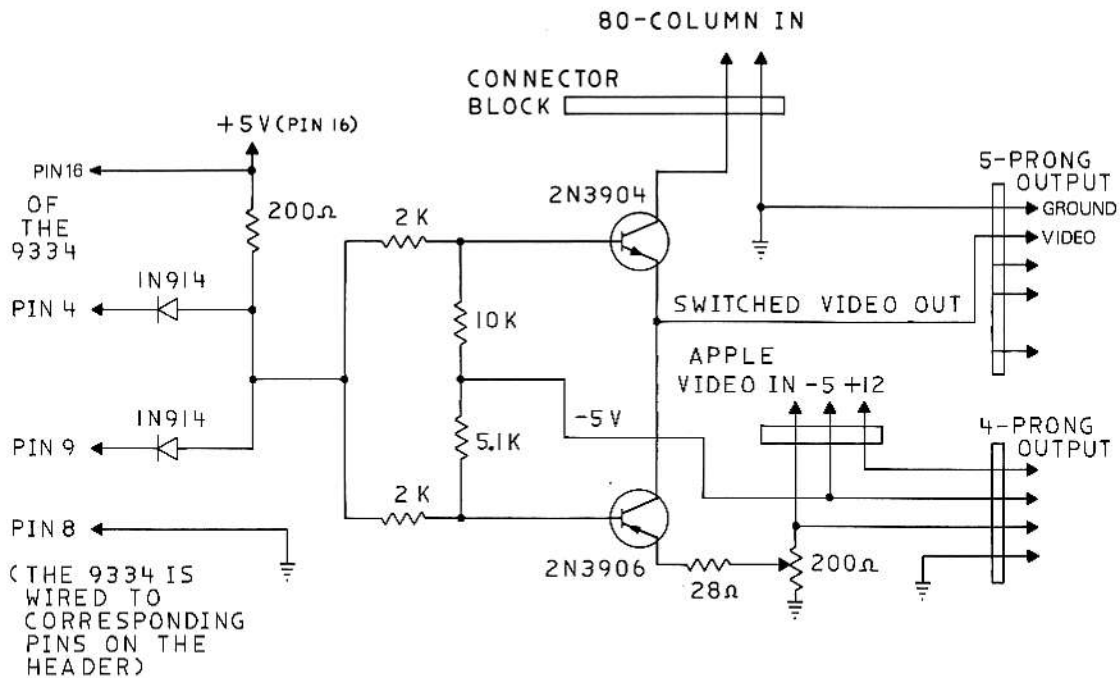 80-COLUMN IN
CONNECTOR
BLOCK
+5V (PIN 16)
PIN16
OF
THE
9334
200Ω
2N3904
2 K
5-PRONG
OUTPUT
GROUND
VIDEO
1N914
PIN 4
10K
SWITCHED VIDEO OUT
APPLE
VIDEO IN -5 +12
-5V
1N914
PIN 9
5.1K
4-PRONG
OUTPUT
2 K
PIN 8
2N3906
28Ω
200Ω
(THE 9334 IS
WIRED TO
CORRESPONDING
PINS ON THE
HEADER)